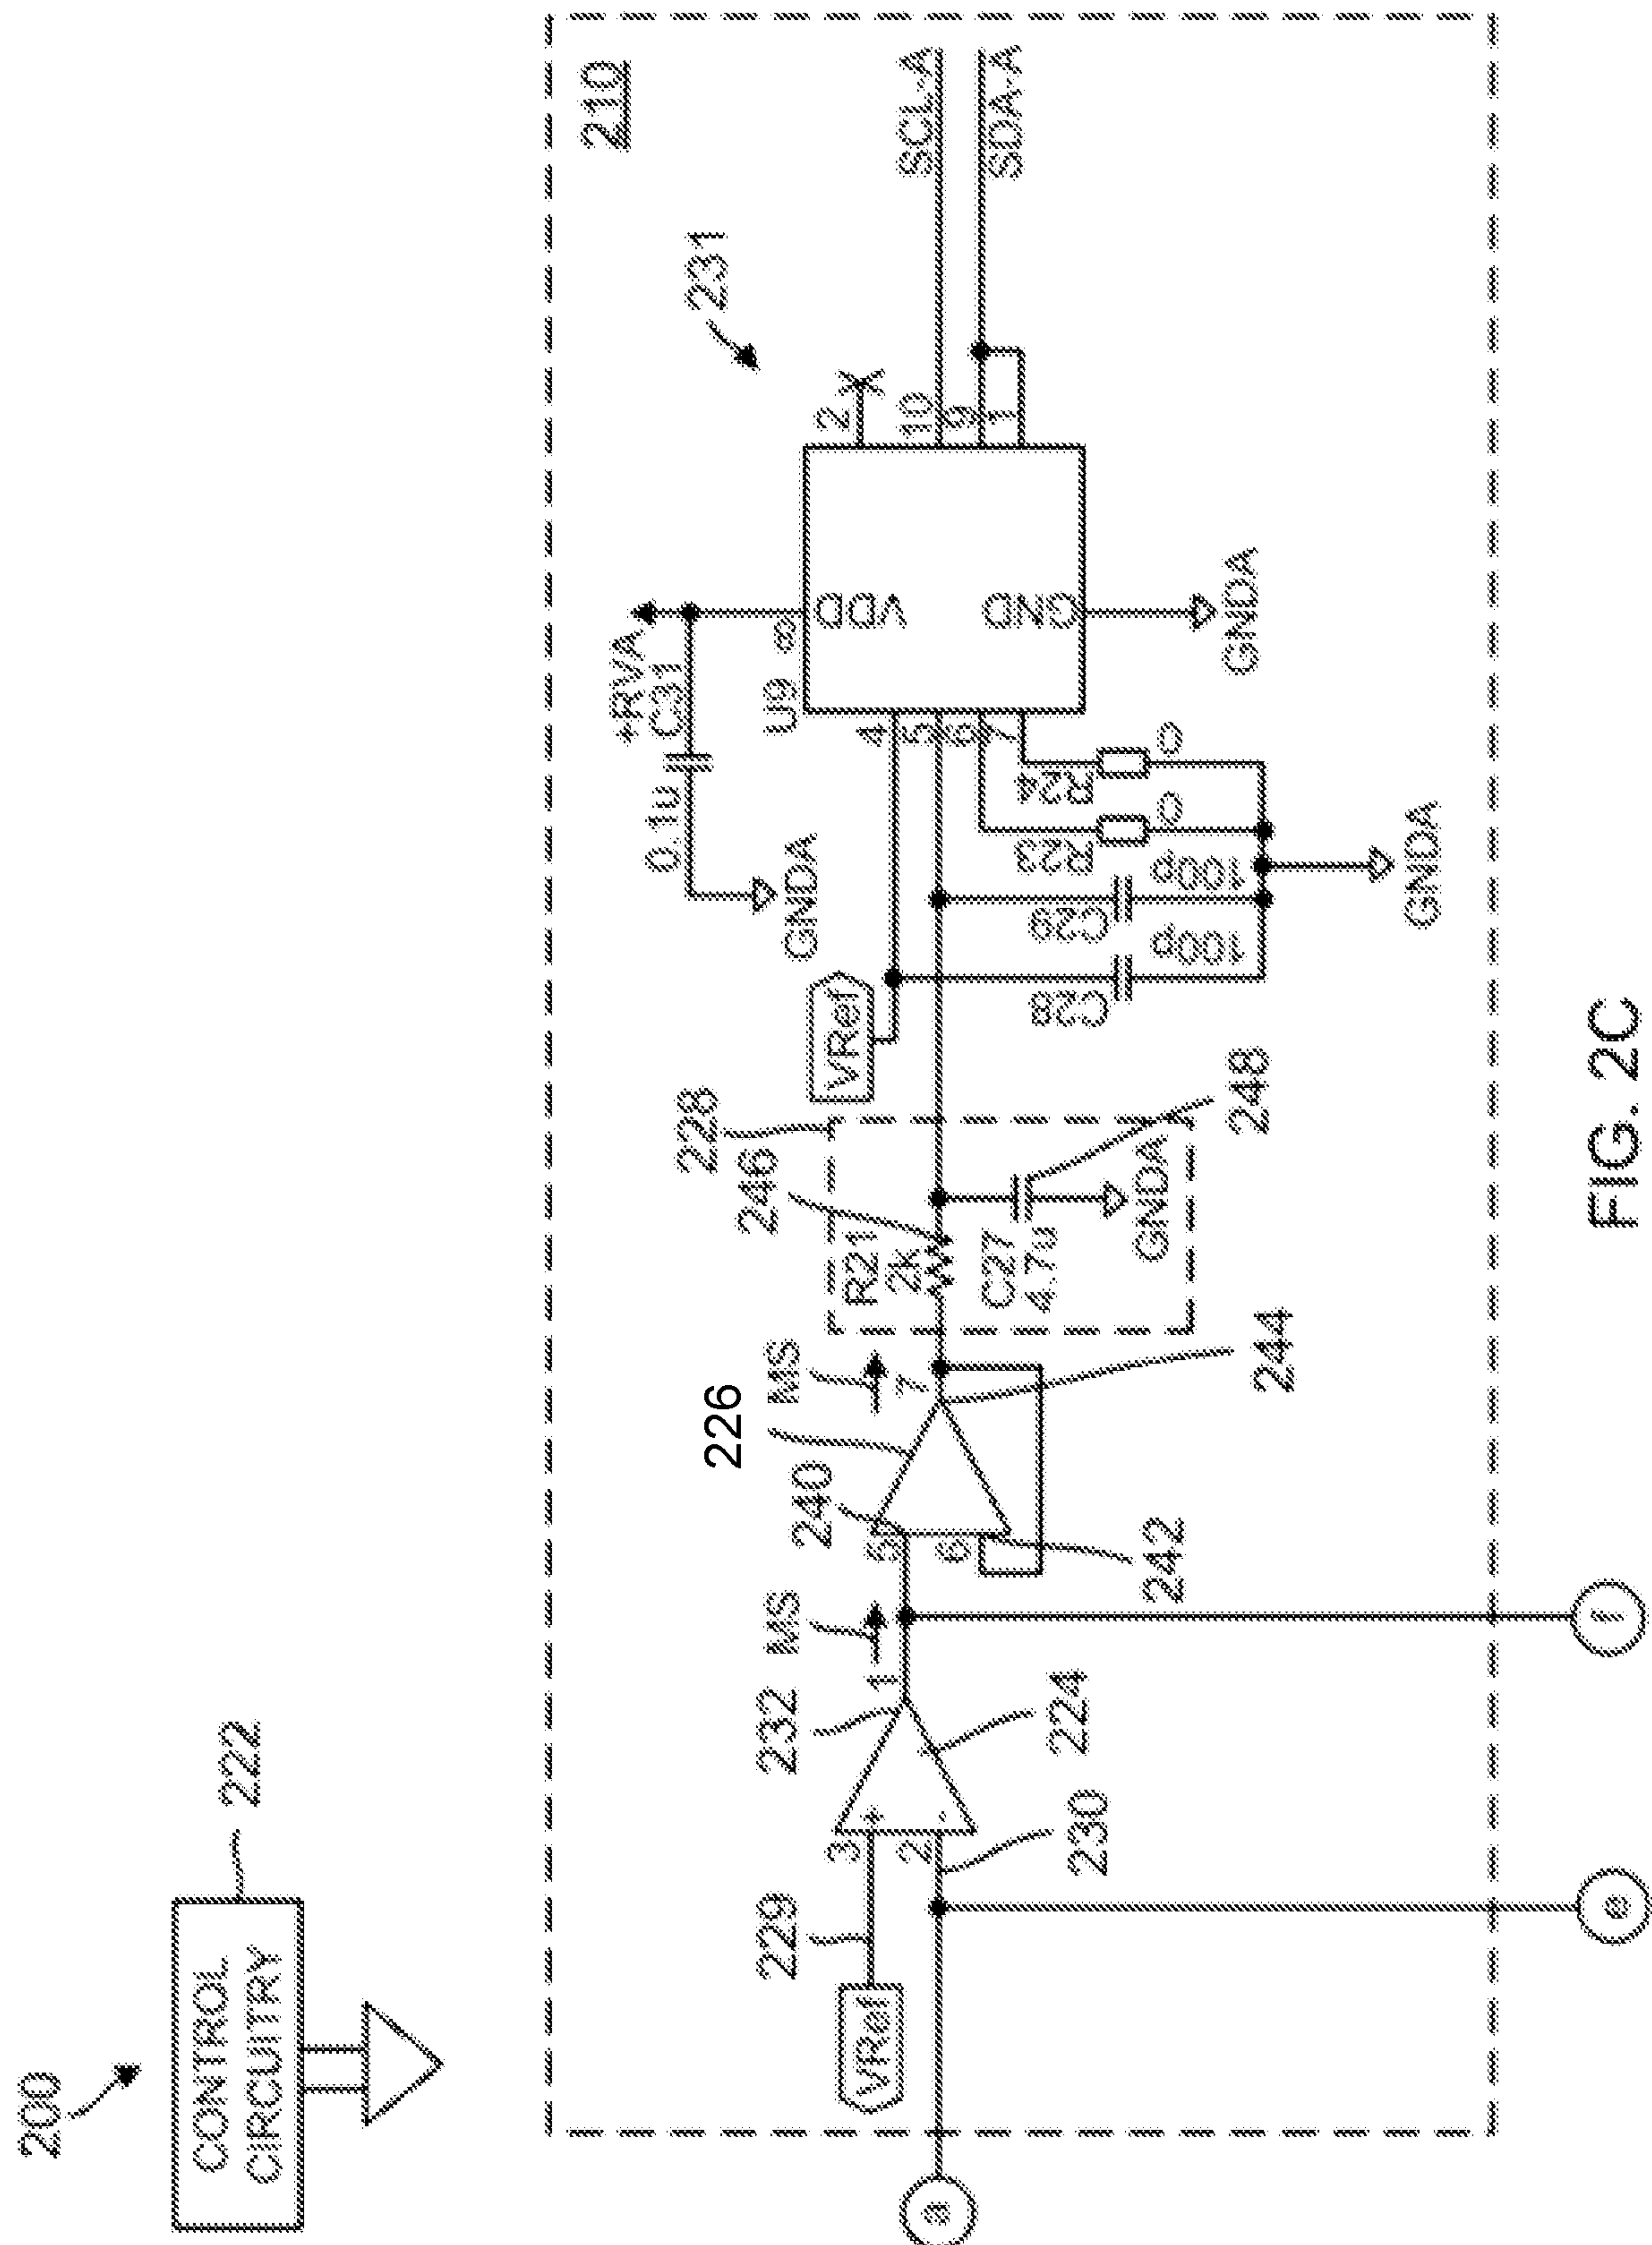 200
CONTROL
CIRCUITRY
222
210
+RVA
C31
0.1u
GNDA
231
U9
8
VDD
GND
GNDA
2
10
9
1
SCL-A
SDA-A
4
5
6
7
VRef
228
246
R21
2k
C27
4.7u
GNDA
248
C28
100p
C29
100p
R23
0
R24
0
GNDA
226
MS
7
240
5
6
242
244
MS
232
1
224
3
+
2
-
229
VRef
230
a
e
f
FIG. 2C